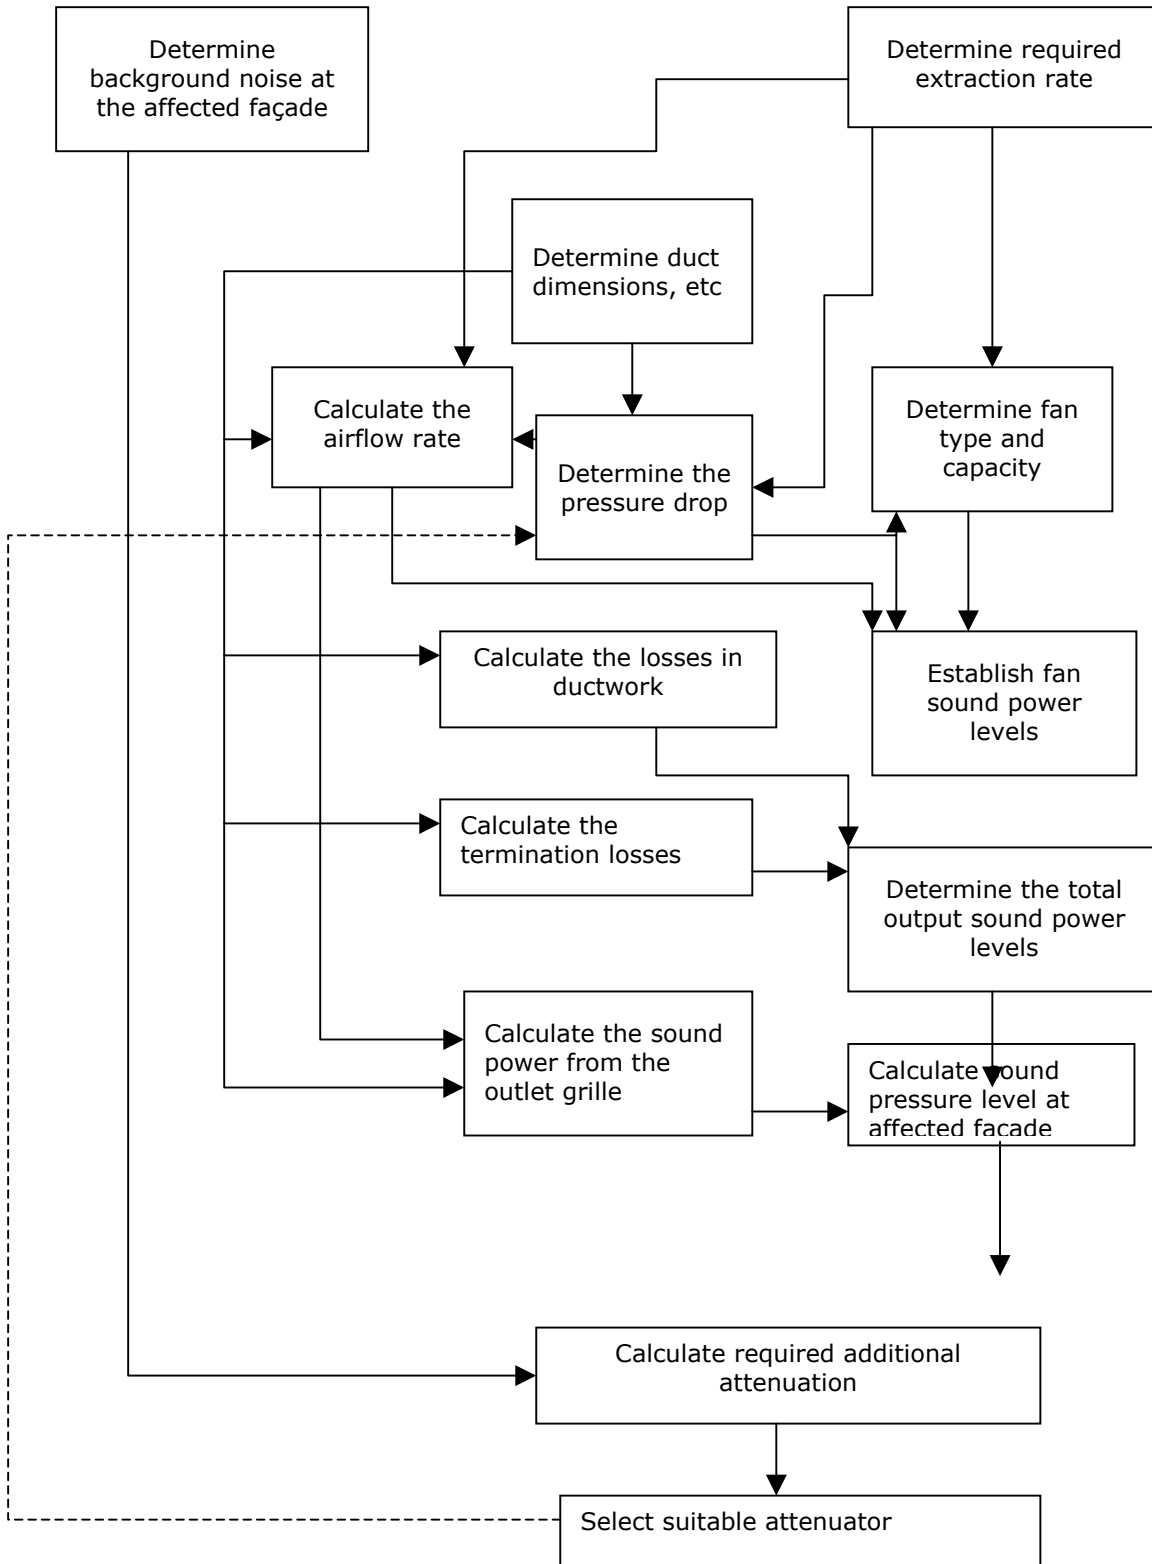 Determine
background noise at
the affected façade
Determine required
extraction rate
Determine duct
dimensions, etc
Calculate the
airflow rate
Determine the
pressure drop
Determine fan
type and
capacity
Calculate the losses in
ductwork
Establish fan
sound power
levels
Calculate the
termination losses
Determine the total
output sound power
levels
Calculate the sound
power from the
outlet grille
Calculate sound
pressure level at
affected facade
Calculate required additional
attenuation
Select suitable attenuator